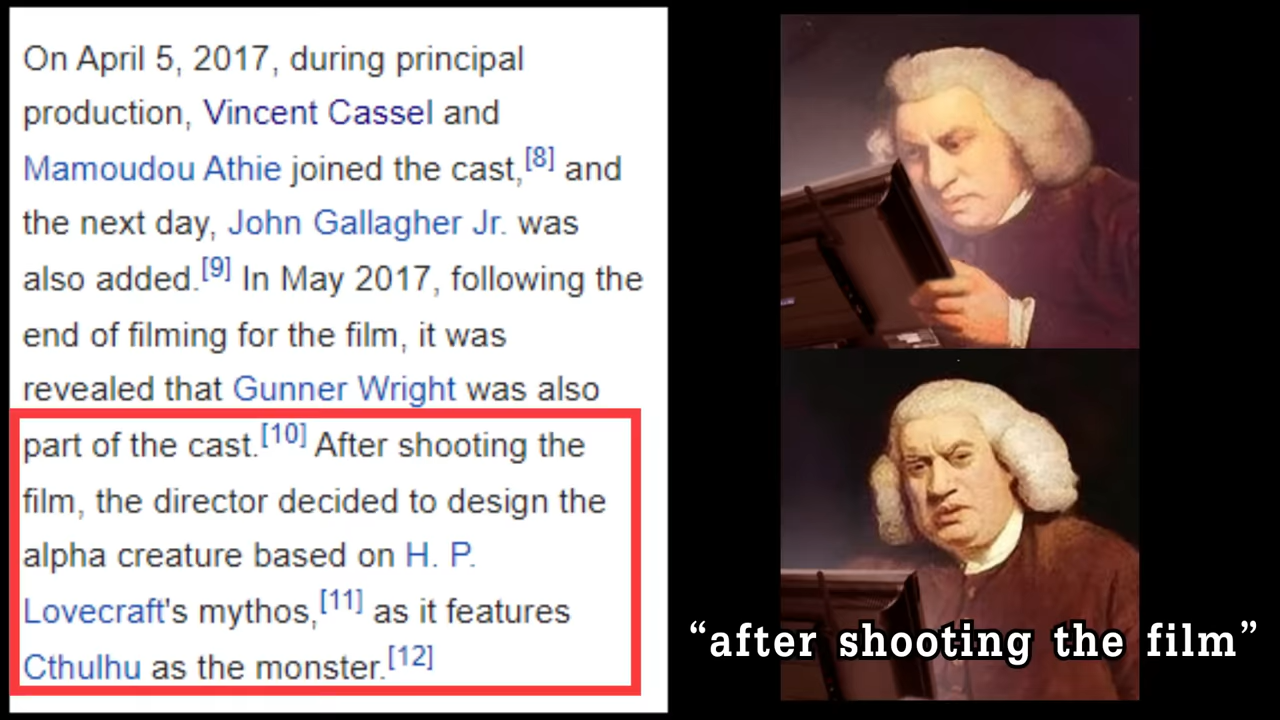 On April 5, 2017, during principal
production, Vincent Cassel and
Mamoudou Athie joined the cast,[8] and
the next day, John Gallagher Jr. was
also added.[9] In May 2017, following the
end of filming for the film, it was
revealed that Gunner Wright was also
part of the cast.[10] After shooting the
film, the director decided to design the
alpha creature based on H. P.
Lovecraft's mythos,[11] as it features
Cthulhu as the monster.[12]
“after shooting the film”